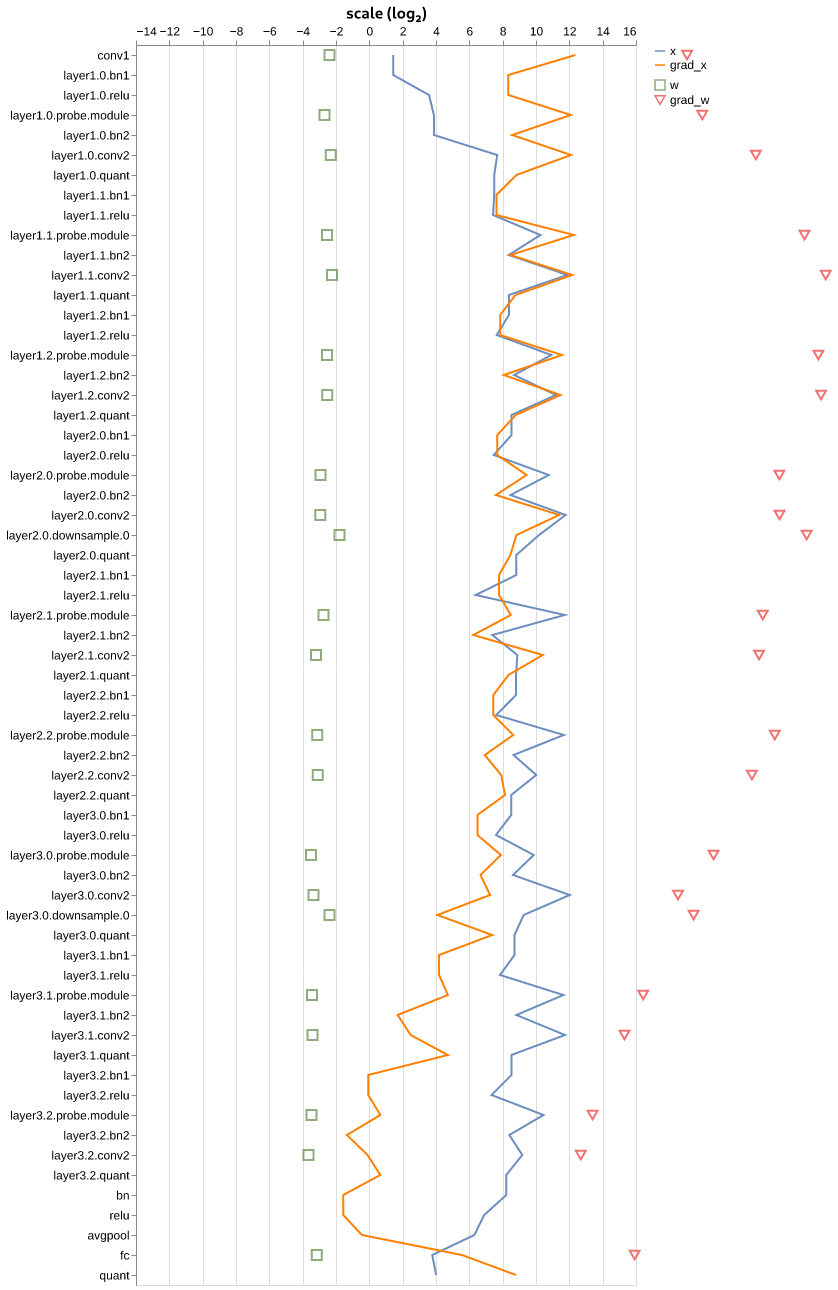 scale (log₂)
−14 −12 −10 −8 −6 −4 −2 0 2 4 6 8 10 12 14 16
x
grad_x
w
grad_w
conv1
layer1.0.bn1
layer1.0.relu
layer1.0.probe.module
layer1.0.bn2
layer1.0.conv2
layer1.0.quant
layer1.1.bn1
layer1.1.relu
layer1.1.probe.module
layer1.1.bn2
layer1.1.conv2
layer1.1.quant
layer1.2.bn1
layer1.2.relu
layer1.2.probe.module
layer1.2.bn2
layer1.2.conv2
layer1.2.quant
layer2.0.bn1
layer2.0.relu
layer2.0.probe.module
layer2.0.bn2
layer2.0.conv2
layer2.0.downsample.0
layer2.0.quant
layer2.1.bn1
layer2.1.relu
layer2.1.probe.module
layer2.1.bn2
layer2.1.conv2
layer2.1.quant
layer2.2.bn1
layer2.2.relu
layer2.2.probe.module
layer2.2.bn2
layer2.2.conv2
layer2.2.quant
layer3.0.bn1
layer3.0.relu
layer3.0.probe.module
layer3.0.bn2
layer3.0.conv2
layer3.0.downsample.0
layer3.0.quant
layer3.1.bn1
layer3.1.relu
layer3.1.probe.module
layer3.1.bn2
layer3.1.conv2
layer3.1.quant
layer3.2.bn1
layer3.2.relu
layer3.2.probe.module
layer3.2.bn2
layer3.2.conv2
layer3.2.quant
bn
relu
avgpool
fc
quant